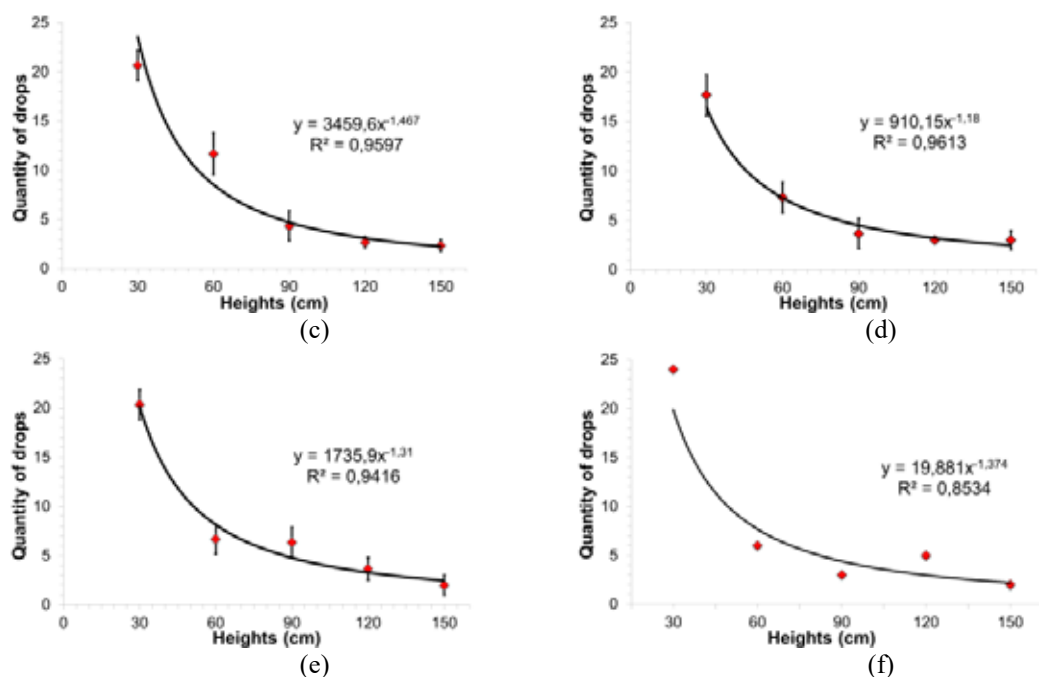 25
20
15
10
5
0
Quantity of drops
y = 3459,6x^-1,467
R² = 0,9597
0 30 60 90 120 150
Heights (cm)
(c)
25
20
15
10
5
0
Quantity of drops
y = 910,15x^-1,18
R² = 0,9613
0 30 60 90 120 150
Heights (cm)
(d)
25
20
15
10
5
0
Quantity of drops
y = 1735,9x^-1,31
R² = 0,9416
0 30 60 90 120 150
Heights (cm)
(e)
25
20
15
10
5
0
Quantity of drops
y = 19,881x^-1,374
R² = 0,8534
30 60 90 120 150
Heights (cm)
(f)